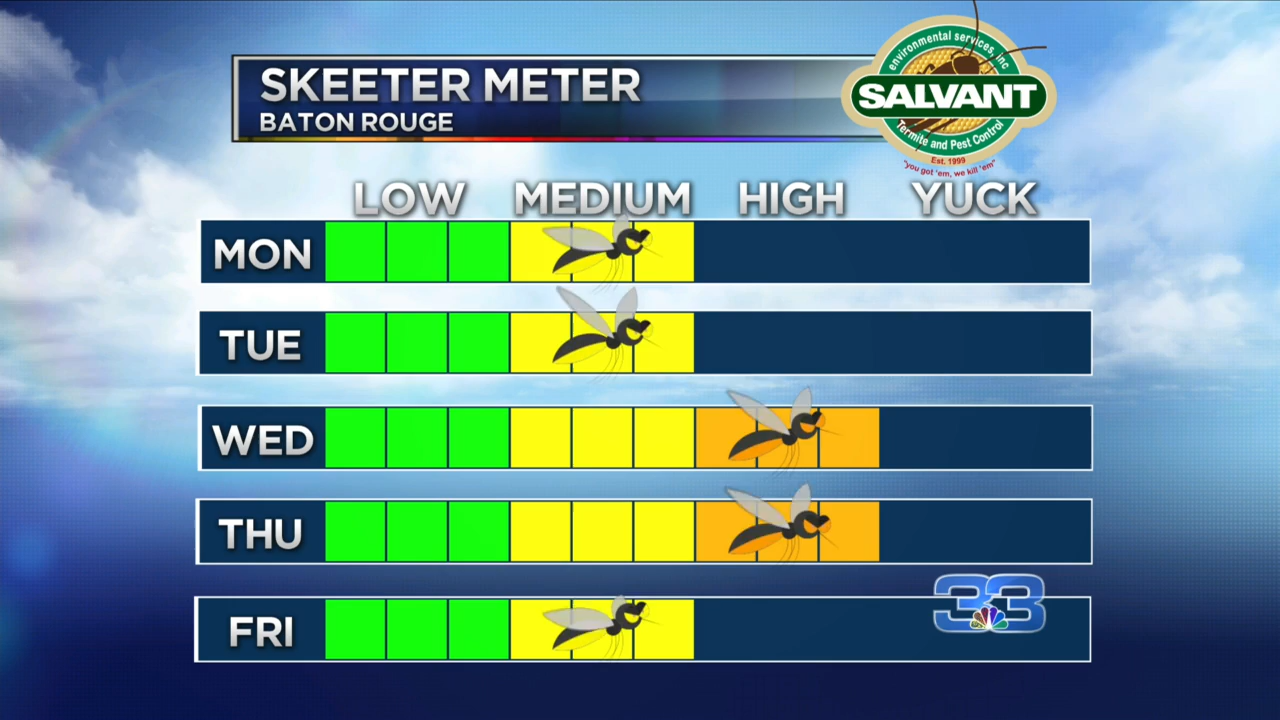 SKEETER METER
BATON ROUGE
environmental services, inc
SALVANT
Termite and Pest Control
Est. 1999
"you got 'em, we kill 'em"
LOW MEDIUM HIGH YUCK
MON
TUE
WED
THU
33
FRI